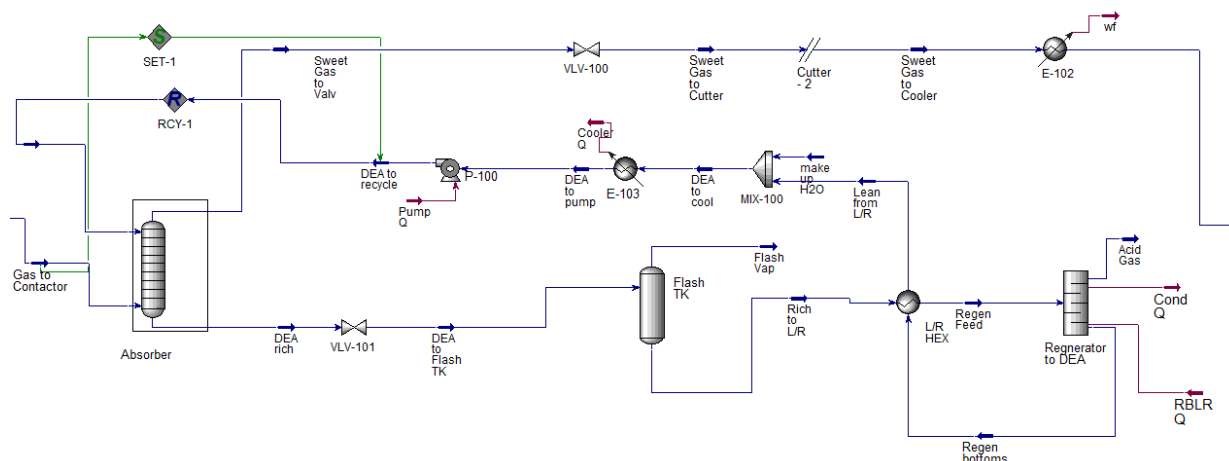 S
SET-1
Sweet
Gas
to
Valv
VLV-100
Sweet
Gas to
Cutter
Cutter
- 2
Sweet
Gas to
Cooler
wf
E-102
R
RCY-1
DEA to
recycle
P-100
Pump
Q
DEA
to
pump
Cooler
Q
E-103
DEA
to
cool
MIX-100
make
up
H2O
Lean
from
L/R
Gas to
Contactor
Absorber
DEA
rich
VLV-101
DEA
to
Flash
TK
Flash
Vap
Flash
TK
Rich
to
L/R
L/R
HEX
Regen
Feed
Acid
Gas
Cond
Q
Regnerator
to DEA
RBLR
Q
Regen
bottoms